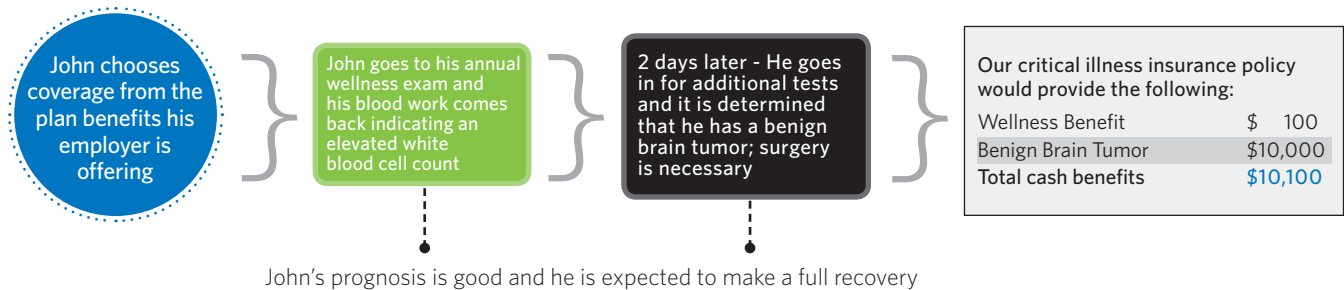 John chooses
coverage from the
plan benefits his
employer is
offering
John goes to his annual
wellness exam and
his blood work comes
back indicating an
elevated white
blood cell count
2 days later - He goes
in for additional tests
and it is determined
that he has a benign
brain tumor; surgery
is necessary
Our critical illness insurance policy
would provide the following:
Wellness Benefit $ 100
Benign Brain Tumor $10,000
Total cash benefits $10,100
John’s prognosis is good and he is expected to make a full recovery